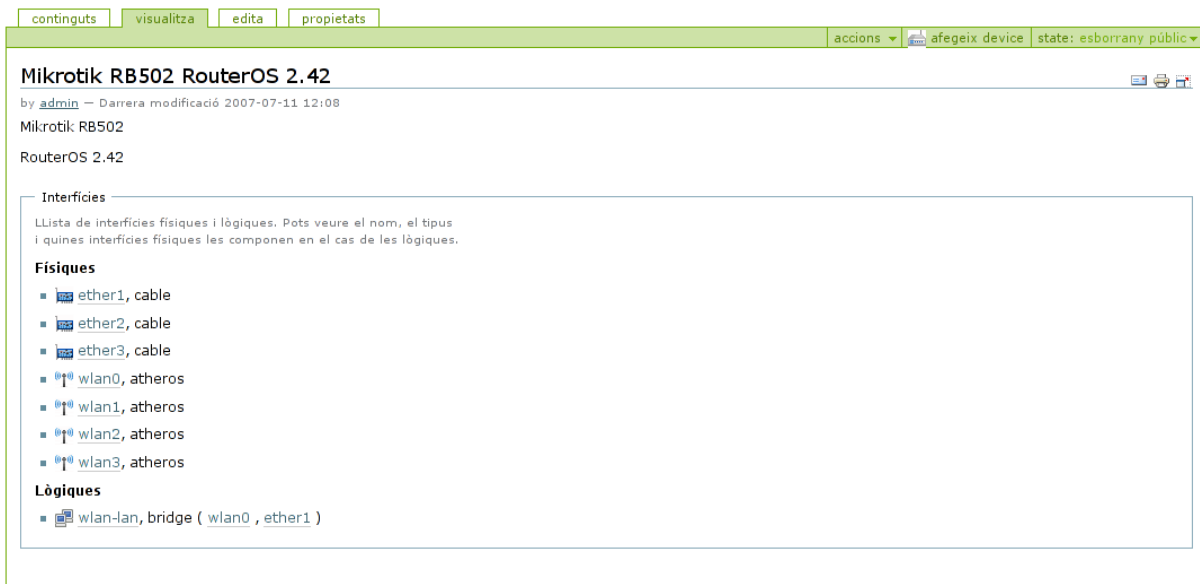 continguts visualitza edita propietats
accions afegeix device state: esborrany públic
Mikrotik RB502 RouterOS 2.42
by admin — Darrera modificació 2007-07-11 12:08
Mikrotik RB502
RouterOS 2.42
Interfícies
LLista de interfícies físiques i lògiques. Pots veure el nom, el tipus
i quines interfícies físiques les componen en el cas de les lògiques.
Físiques
ether1, cable
ether2, cable
ether3, cable
wlan0, atheros
wlan1, atheros
wlan2, atheros
wlan3, atheros
Lògiques
wlan-lan, bridge ( wlan0 , ether1 )